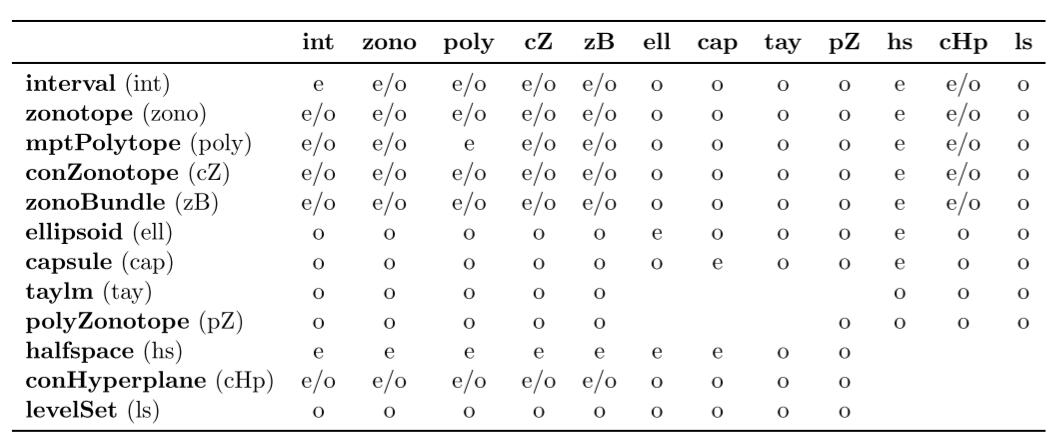 int zono poly cZ zB ell cap tay pZ hs cHp ls
interval (int) e e/o e/o e/o e/o o o o o e e/o o
zonotope (zono) e/o e/o e/o e/o e/o o o o o e e/o o
mptPolytope (poly) e/o e/o e e/o e/o o o o o e e/o o
conZonotope (cZ) e/o e/o e/o e/o e/o o o o o e e/o o
zonoBundle (zB) e/o e/o e/o e/o e/o o o o o e e/o o
ellipsoid (ell) o o o o o e o o o e o o
capsule (cap) o o o o o o e o o e o o
taylm (tay) o o o o o o o o
polyZonotope (pZ) o o o o o o o o o
halfspace (hs) e e e e e e e o o
conHyperplane (cHp) e/o e/o e/o e/o e/o o o o o
levelSet (ls) o o o o o o o o o